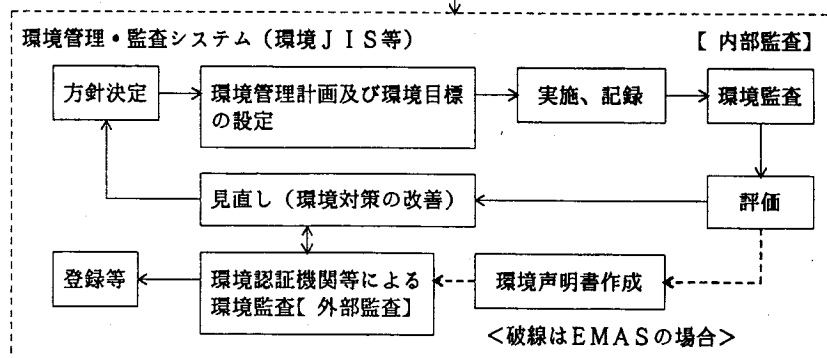 環境管理・監査システム（環境ＪＩＳ等）
【内部監査】
方針決定
環境管理計画及び環境目標
の設定
実施、記録
環境監査
見直し（環境対策の改善）
評価
登録等
環境認証機関等による
環境監査【外部監査】
環境声明書作成
＜破線はＥＭＡＳの場合＞